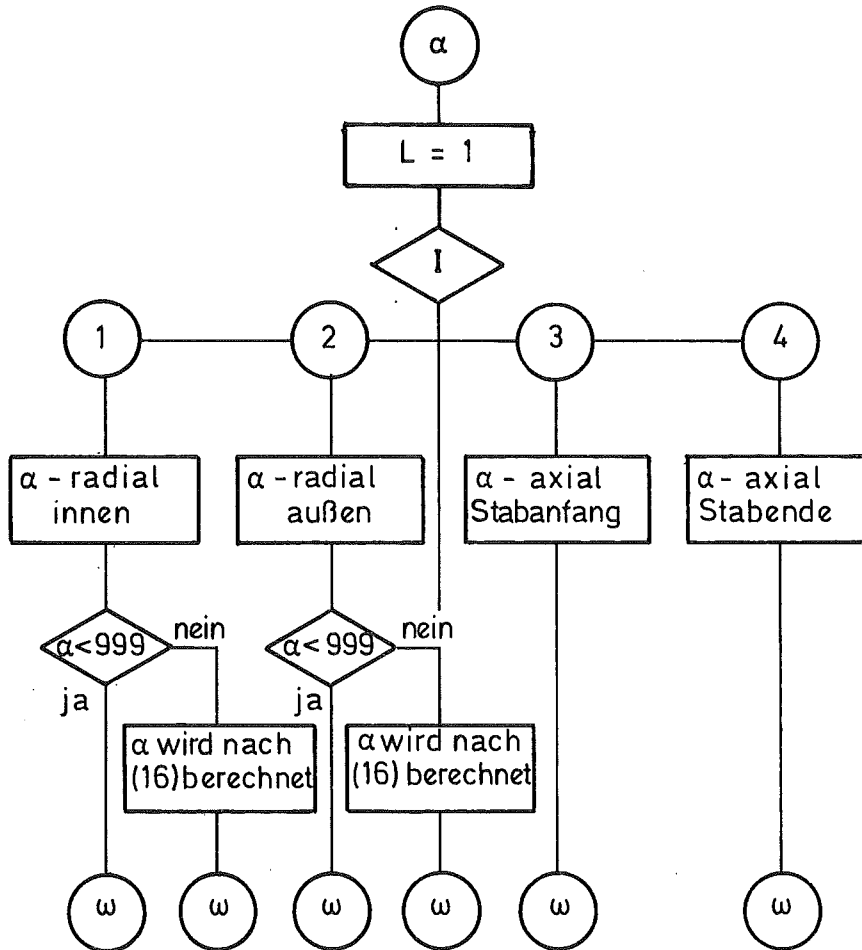 α
L = 1
I
1
2
3
4
α - radial
innen
α - radial
außen
α - axial
Stabanfang
α - axial
Stabende
α<999
nein
ja
α<999
nein
ja
α wird nach
(16) berechnet
α wird nach
(16) berechnet
ω
ω
ω
ω
ω
ω